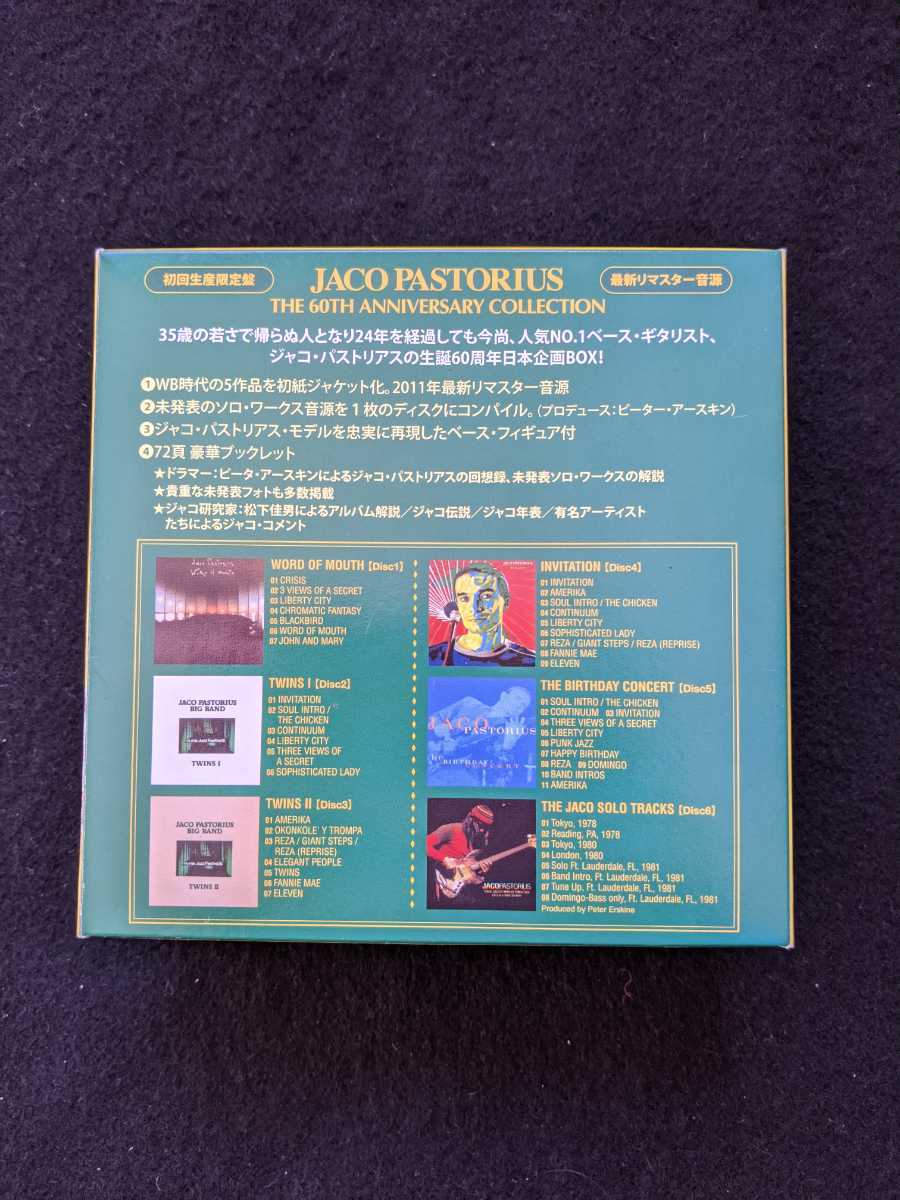 初回生産限定盤
JACO PASTORIUS
最新リマスター音源
THE 60TH ANNIVERSARY COLLECTION
35歳の若さで帰らぬ人となり24年を経過しても今尚、人気NO.1ベース・ギタリスト、
ジャコ・パストリアスの生誕60周年日本企画BOX!
❶WB時代の5作品を初紙ジャケット化。2011年最新リマスター音源
❷未発表のソロ・ワークス音源を1枚のディスクにコンパイル。(プロデュース:ピーター・アースキン)
❸ジャコ・パストリアス・モデルを忠実に再現したベース・フィギュア付
❹72頁 豪華ブックレット
★ドラマー:ピータ・アースキンによるジャコ・パストリアスの回想録、未発表ソロ・ワークスの解説
★貴重な未発表フォトも多数掲載
★ジャコ研究家:松下佳男によるアルバム解説/ジャコ伝説/ジャコ年表/有名アーティスト
たちによるジャコ・コメント
WORD OF MOUTH【Disc1】
01 CRISIS
02 3 VIEWS OF A SECRET
03 LIBERTY CITY
04 CHROMATIC FANTASY
05 BLACKBIRD
06 WORD OF MOUTH
07 JOHN AND MARY
JACO PASTORIUS
BIG BAND
TWINS I
TWINS I【Disc2】
01 INVITATION
02 SOUL INTRO /
THE CHICKEN
03 CONTINUUM
04 LIBERTY CITY
05 THREE VIEWS OF
A SECRET
06 SOPHISTICATED LADY
JACO PASTORIUS
BIG BAND
TWINS II
TWINS II【Disc3】
01 AMERIKA
02 OKONKOLE' Y TROMPA
03 REZA / GIANT STEPS /
REZA (REPRISE)
04 ELEGANT PEOPLE
05 TWINS
06 FANNIE MAE
07 ELEVEN
INVITATION【Disc4】
01 INVITATION
02 AMERIKA
03 SOUL INTRO / THE CHICKEN
04 CONTINUUM
05 LIBERTY CITY
06 SOPHISTICATED LADY
07 REZA / GIANT STEPS / REZA (REPRISE)
08 FANNIE MAE
09 ELEVEN
JACO
PASTORIUS
THE BIRTHDAY CONCERT【Disc5】
01 SOUL INTRO / THE CHICKEN
02 CONTINUUM 03 INVITATION
04 THREE VIEWS OF A SECRET
05 LIBERTY CITY
06 PUNK JAZZ
07 HAPPY BIRTHDAY
08 REZA 09 DOMINGO
10 BAND INTROS
11 AMERIKA
JACOPASTORIUS
THE JACO SOLO TRACKS【Disc6】
01 Tokyo, 1978
02 Reading, PA, 1978
03 Tokyo, 1980
04 London, 1980
05 Solo Ft. Lauderdale, FL, 1981
06 Band Intro, Ft. Lauderdale, FL, 1981
07 Tune Up, Ft. Lauderdale, FL, 1981
08 Domingo-Bass only, Ft. Lauderdale, FL, 1981
Produced by Peter Erskine